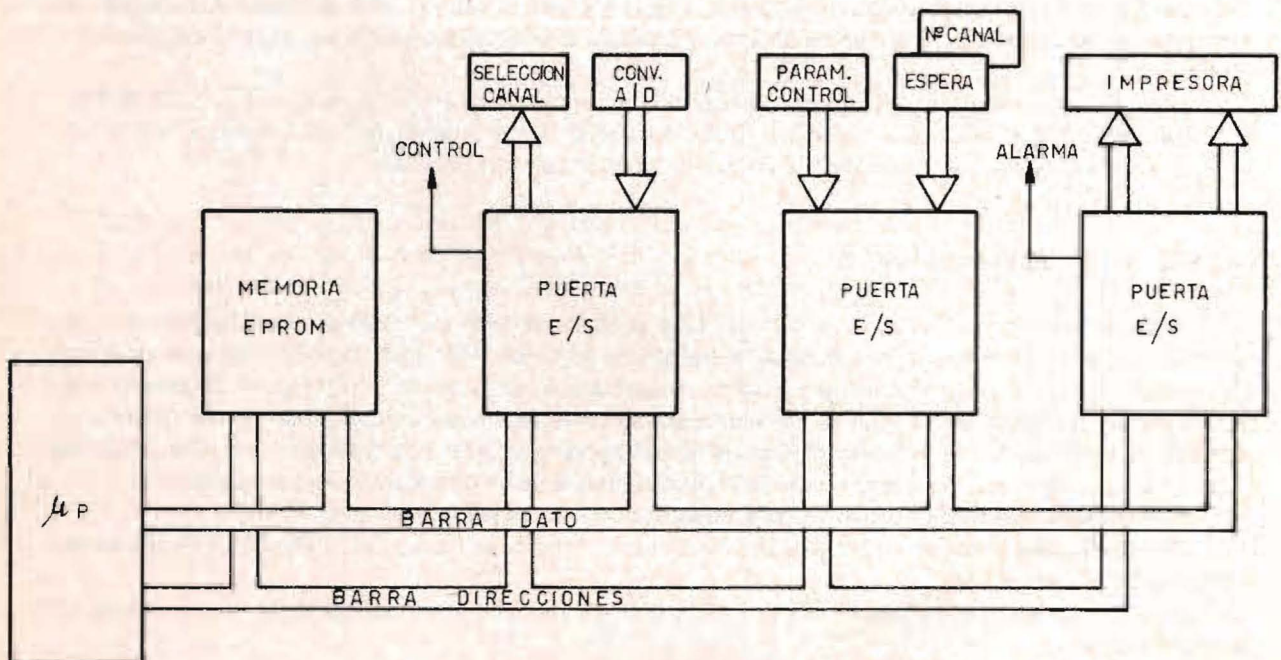 Nº CANAL
SELECCION
CANAL
CONV.
A/D
PARAM.
CONTROL
ESPERA
IMPRESORA
CONTROL
ALARMA
MEMORIA
EPROM
PUERTA
E/S
PUERTA
E/S
PUERTA
E/S
μP
BARRA DATO
BARRA DIRECCIONES